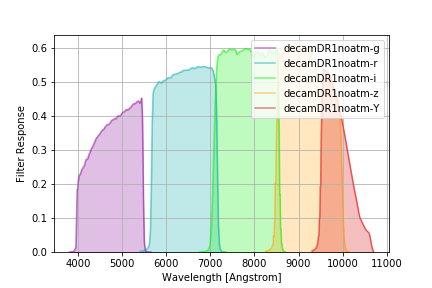 decamDR1noatm-g
decamDR1noatm-r
decamDR1noatm-i
decamDR1noatm-z
decamDR1noatm-Y
0.6
0.5
0.4
0.3
0.2
0.1
0.0
Filter Response
4000 5000 6000 7000 8000 9000 10000 11000
Wavelength [Angstrom]